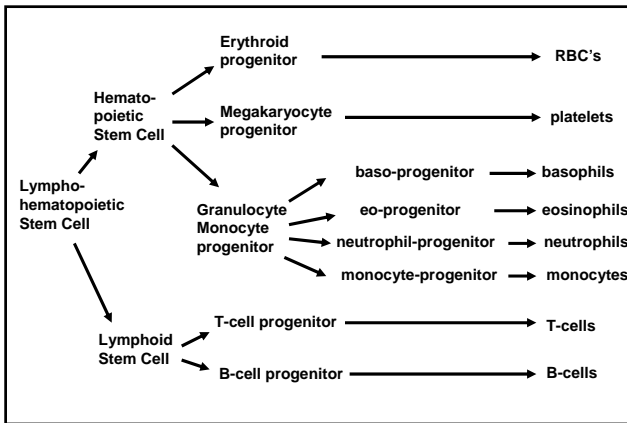 Erythroid
progenitor
RBC's
Hemato-
poietic
Stem Cell
Megakaryocyte
progenitor
platelets
Lympho-
hematopoietic
Stem Cell
Granulocyte
Monocyte
progenitor
baso-progenitor
basophils
eo-progenitor
eosinophils
neutrophil-progenitor
neutrophils
monocyte-progenitor
monocytes
Lymphoid
Stem Cell
T-cell progenitor
T-cells
B-cell progenitor
B-cells